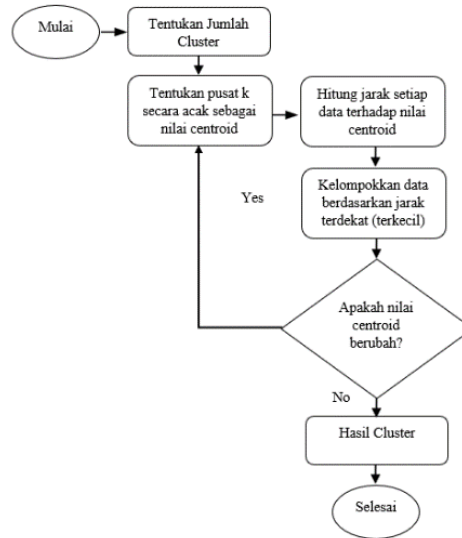 Mulai
Tentukan Jumlah
Cluster
Tentukan pusat k
secara acak sebagai
nilai centroid
Hitung jarak setiap
data terhadap nilai
centroid
Kelompokkan data
berdasarkan jarak
terdekat (terkecil)
Yes
Apakah nilai
centroid
berubah?
No
Hasil Cluster
Selesai